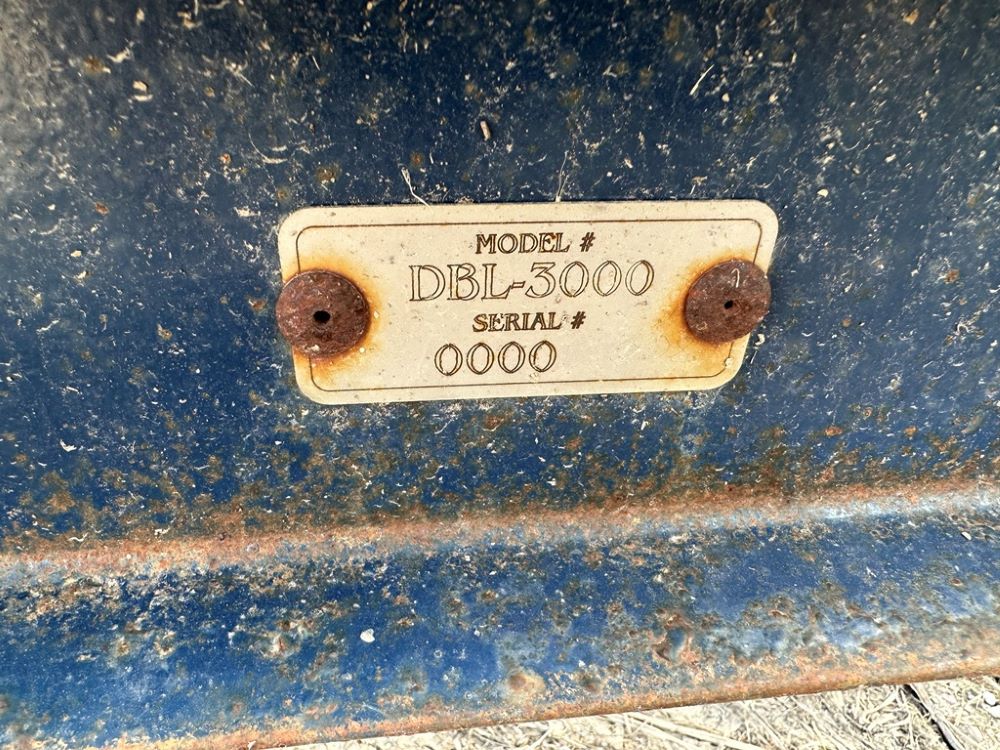 MODEL #
DBL-3000
SERIAL #
0000